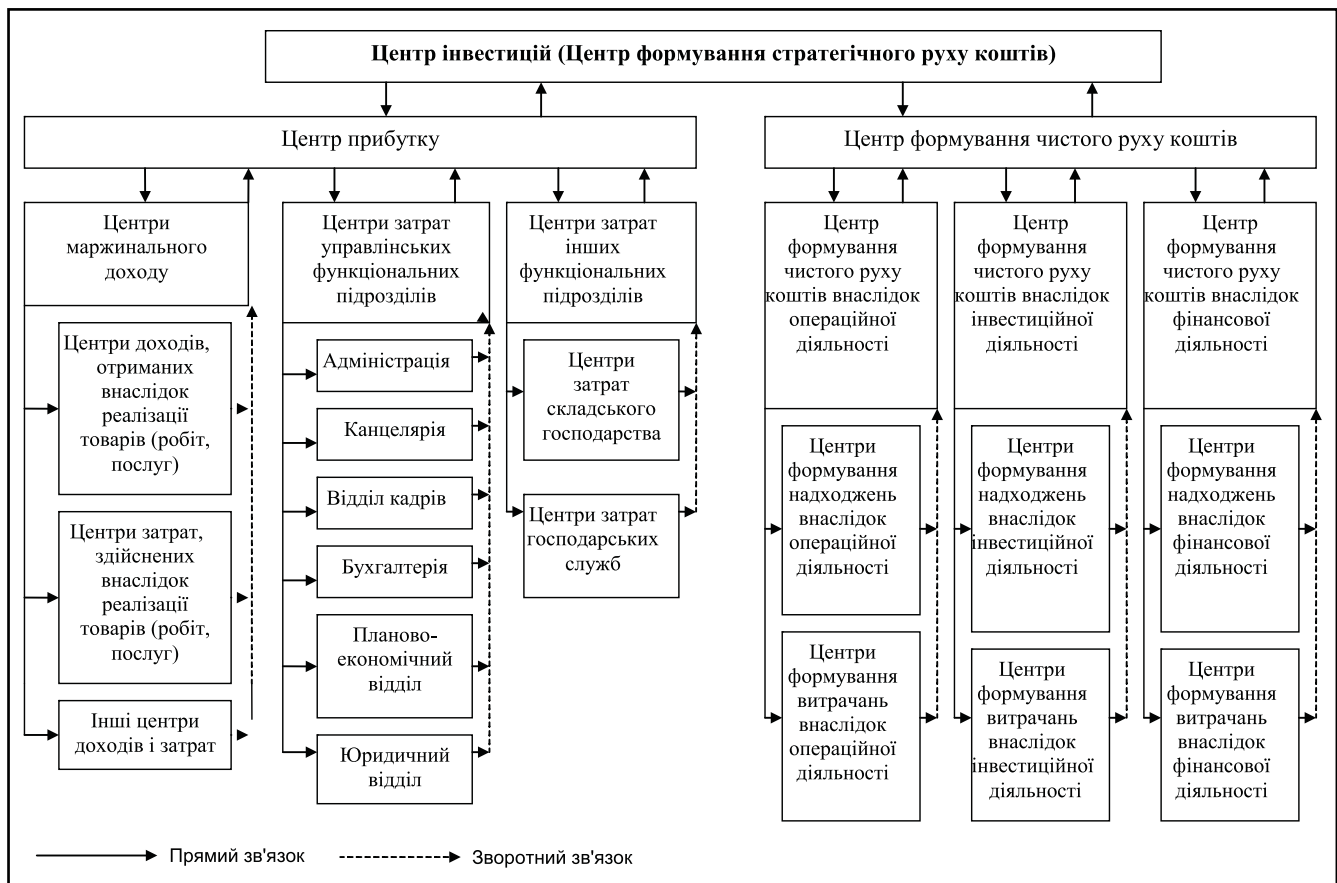 Центр інвестицій (Центр формування стратегічного руху коштів)
Центр прибутку
Центр формування чистого руху коштів
Центри
маржинального
доходу
Центри затрат
управлінських
функціональних
підрозділів
Центри затрат
інших
функціональних
підрозділів
Центр
формування
чистого руху
коштів внаслідок
операційної
діяльності
Центр
формування
чистого руху
коштів внаслідок
інвестиційної
діяльності
Центр
формування
чистого руху
коштів внаслідок
фінансової
діяльності
Центри доходів,
отриманих
внаслідок
реалізації
товарів (робіт,
послуг)
Центри затрат,
здійснених
внаслідок
реалізації
товарів (робіт,
послуг)
Інші центри
доходів і затрат
Адміністрація
Канцелярія
Відділ кадрів
Бухгалтерія
Планово-
економічний
відділ
Юридичний
відділ
Центри
затрат
складського
господарства
Центри затрат
господарських
служб
Центри
формування
надходжень
внаслідок
операційної
діяльності
Центри
формування
витрачань
внаслідок
операційної
діяльності
Центри
формування
надходжень
внаслідок
інвестиційної
діяльності
Центри
формування
витрачань
внаслідок
інвестиційної
діяльності
Центри
формування
надходжень
внаслідок
фінансової
діяльності
Центри
формування
витрачань
внаслідок
фінансової
діяльності
Прямий зв'язок
Зворотний зв'язок